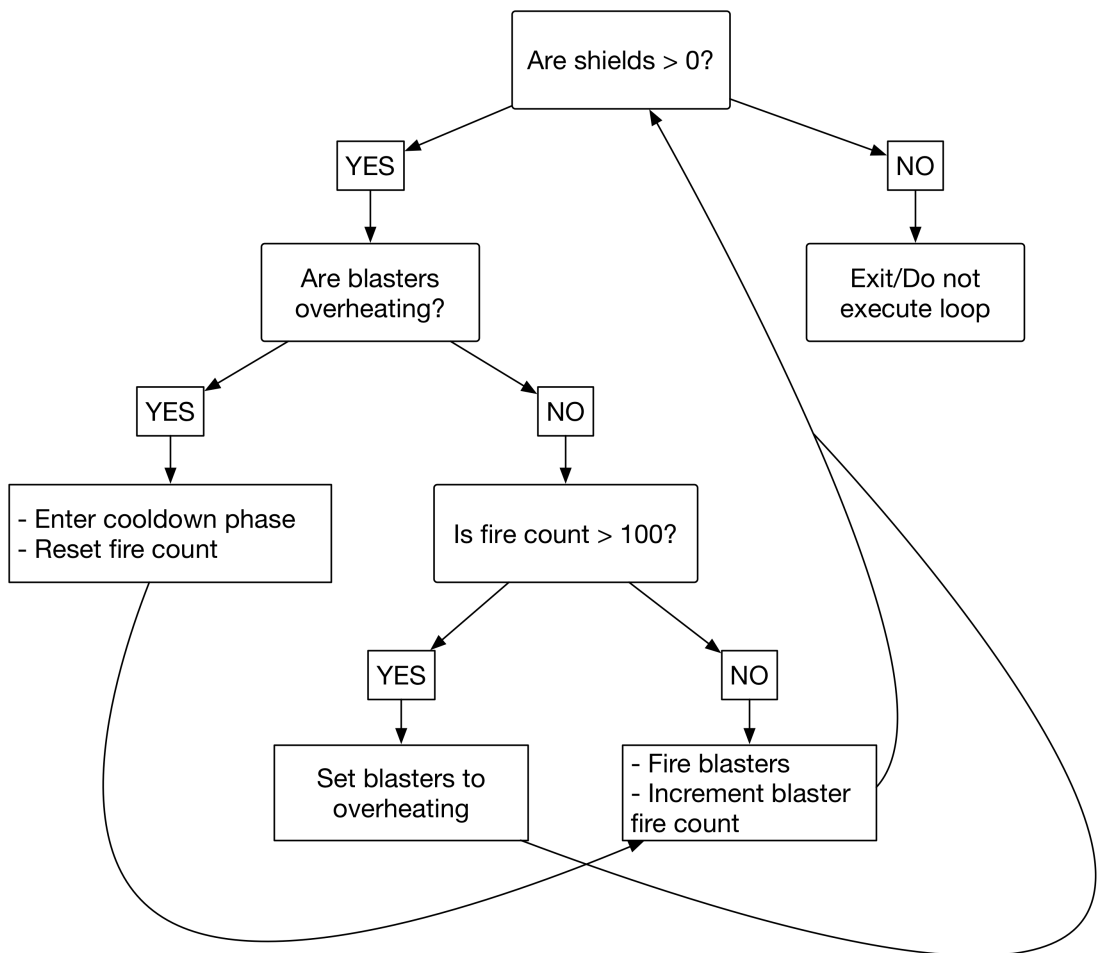 Are shields > 0?
YES
NO
Are blasters
overheating?
Exit/Do not
execute loop
YES
NO
- Enter cooldown phase
- Reset fire count
Is fire count > 100?
YES
NO
Set blasters to
overheating
- Fire blasters
- Increment blaster
fire count